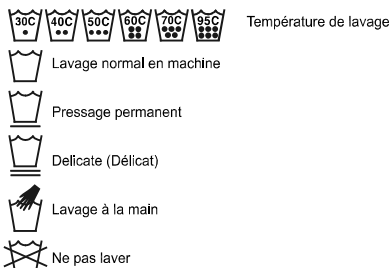 30C 40C 50C 60C 70C 95C Température de lavage
Lavage normal en machine
Pressage permanent
Delicate (Délicat)
Lavage à la main
Ne pas laver